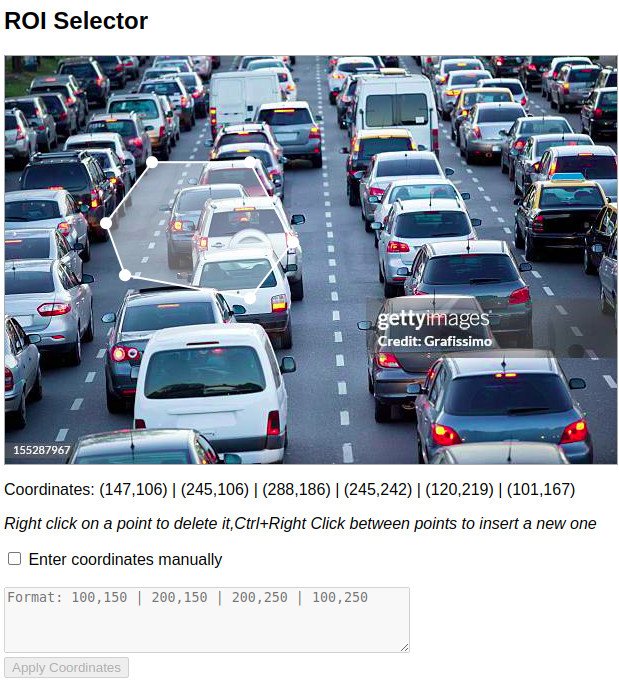 ROI Selector
gettyimages
Credit: Grafissimo
155287967
Coordinates: (147,106) | (245,106) | (288,186) | (245,242) | (120,219) | (101,167)
Right click on a point to delete it,Ctrl+Right Click between points to insert a new one
Enter coordinates manually
Format: 100,150 | 200,150 | 200,250 | 100,250
Apply Coordinates